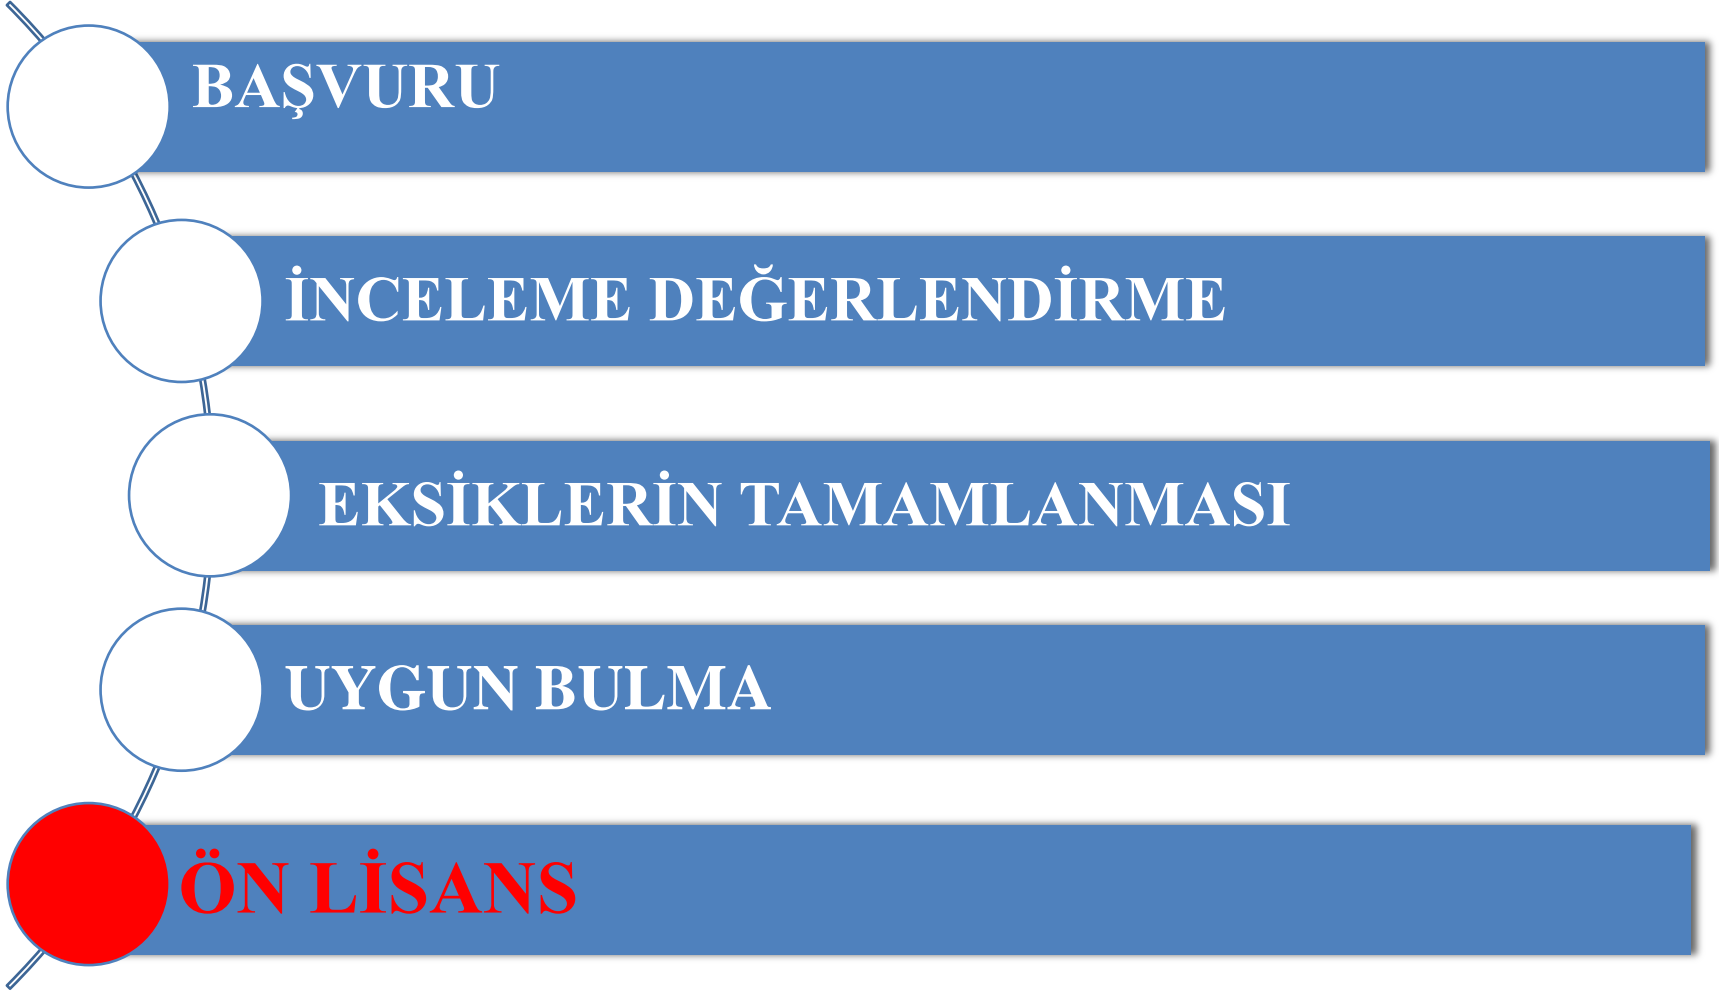 BAŞVURU
İNCELEME DEĞERLENDİRME
EKSİKLERİN TAMAMLANMASI
UYGUN BULMA
ÖN LİSANS